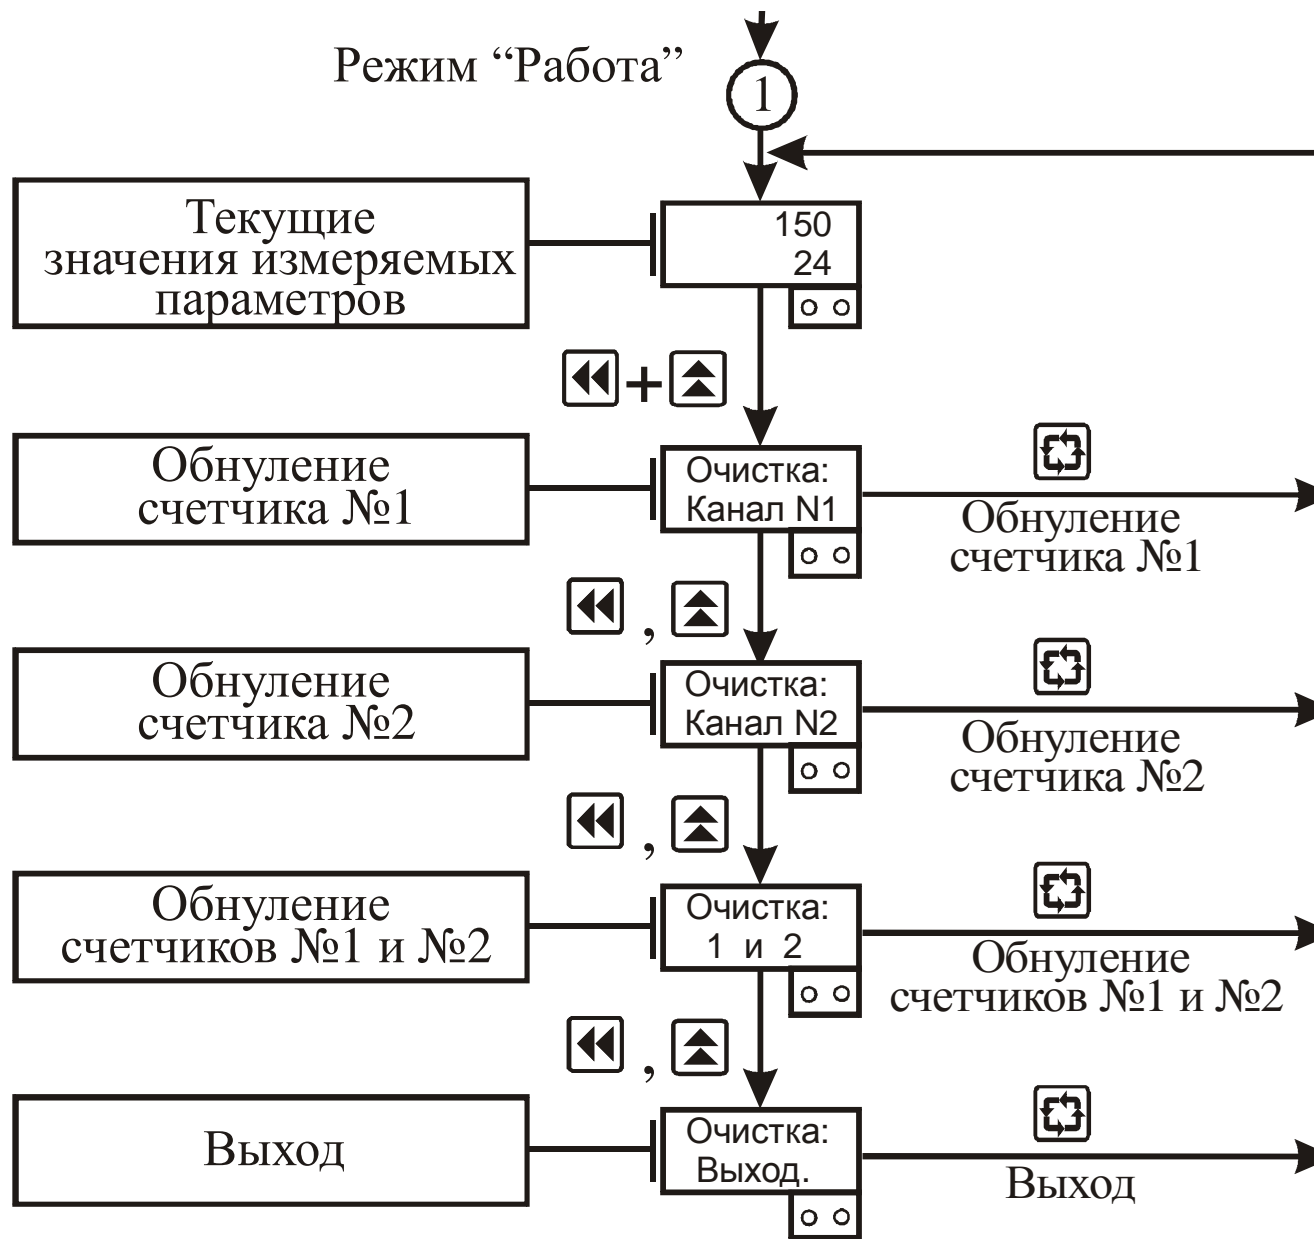 Режим “Работа”
1
Текущие
значения измеряемых
параметров
150
24
+
Обнуление
счетчика №1
Очистка:
Канал N1
Обнуление
счетчика №1
,
Обнуление
счетчика №2
Очистка:
Канал N2
Обнуление
счетчика №2
,
Обнуление
счетчиков №1 и №2
Очистка:
1 и 2
Обнуление
счетчиков №1 и №2
,
Выход
Очистка:
Выход.
Выход